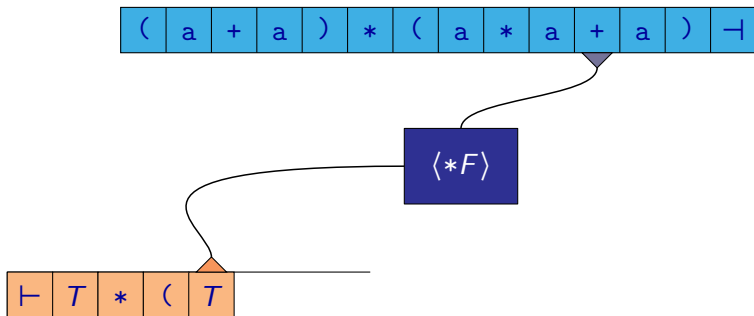 ( a + a ) * ( a * a + a ) ⊣
⟨*F⟩
⊢ T * ( T